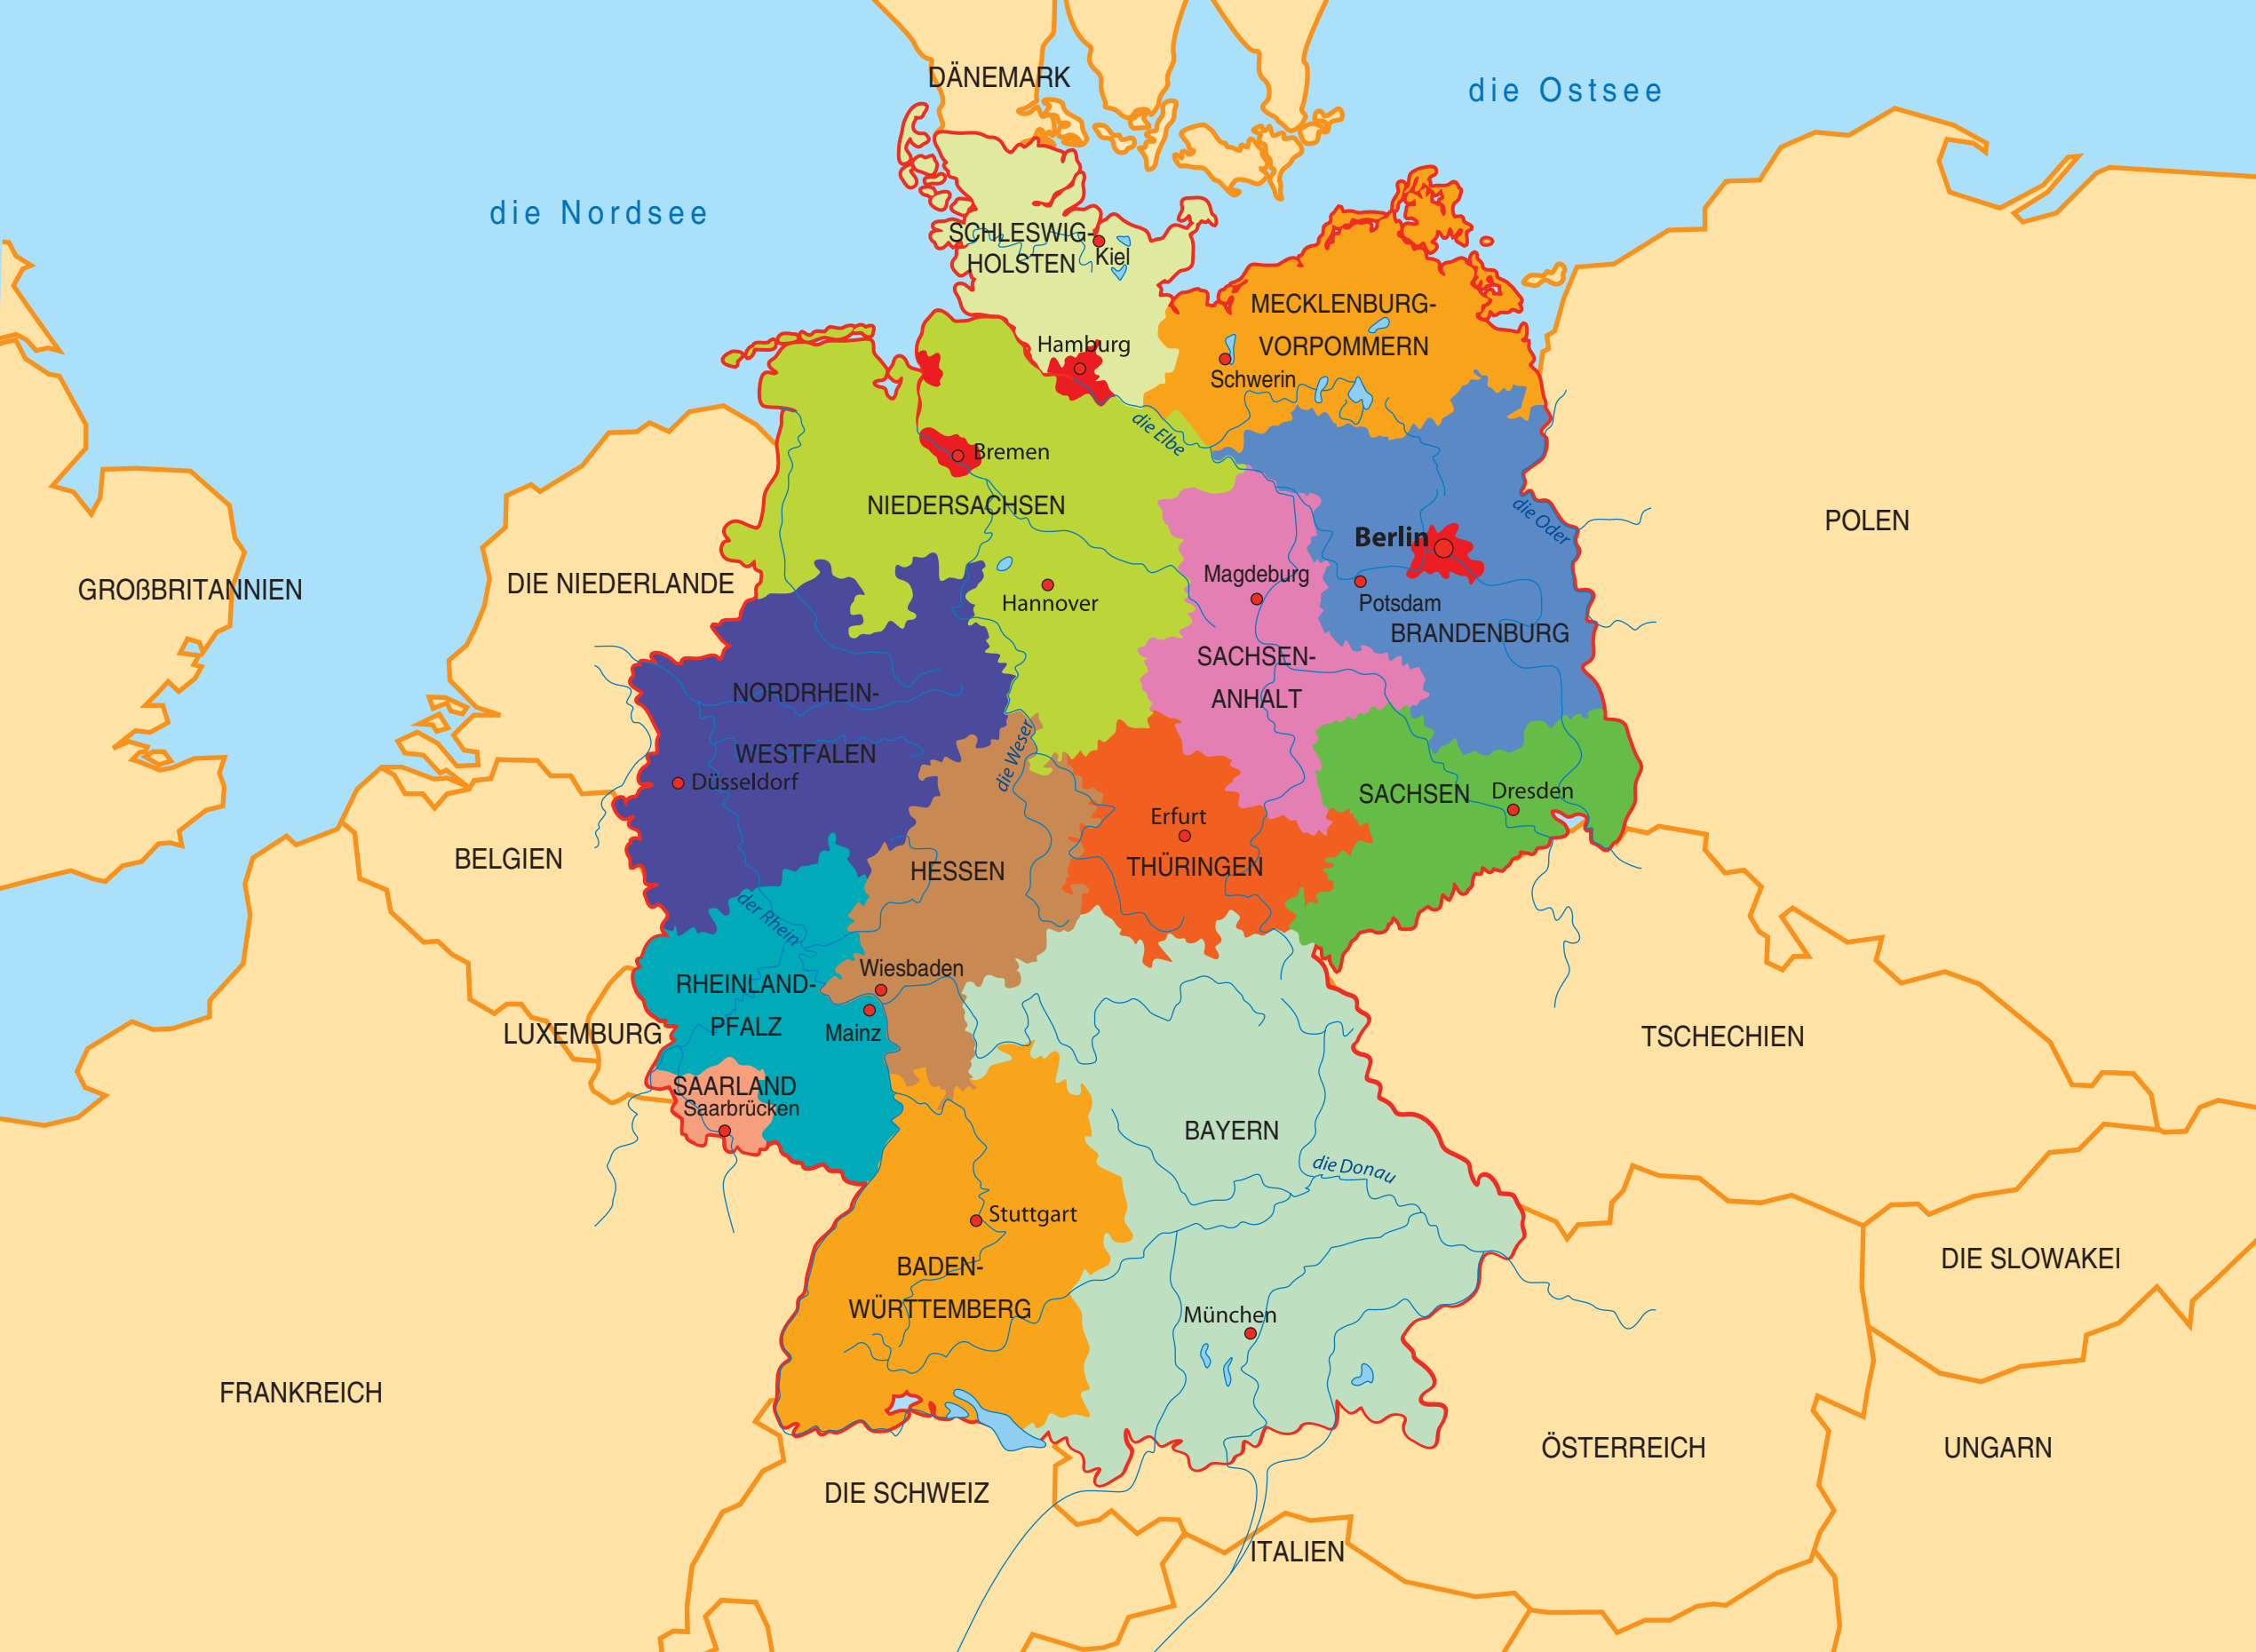 DÄNEMARK
die Ostsee
die Nordsee
SCHLESWIG-
HOLSTEN
Kiel
MECKLENBURG-
VORPOMMERN
Hamburg
Schwerin
die Elbe
Bremen
NIEDERSACHSEN
die Oder
POLEN
Berlin
GROßBRITANNIEN
DIE NIEDERLANDE
Magdeburg
Hannover
Potsdam
BRANDENBURG
SACHSEN-
ANHALT
NORDRHEIN-
WESTFALEN
die Weser
Düsseldorf
SACHSEN
Dresden
Erfurt
THÜRINGEN
BELGIEN
HESSEN
der Rhein
Wiesbaden
RHEINLAND-
PFALZ
Mainz
LUXEMBURG
TSCHECHIEN
SAARLAND
Saarbrücken
BAYERN
die Donau
Stuttgart
BADEN-
WÜRTTEMBERG
DIE SLOWAKEI
München
FRANKREICH
ÖSTERREICH
UNGARN
DIE SCHWEIZ
ITALIEN